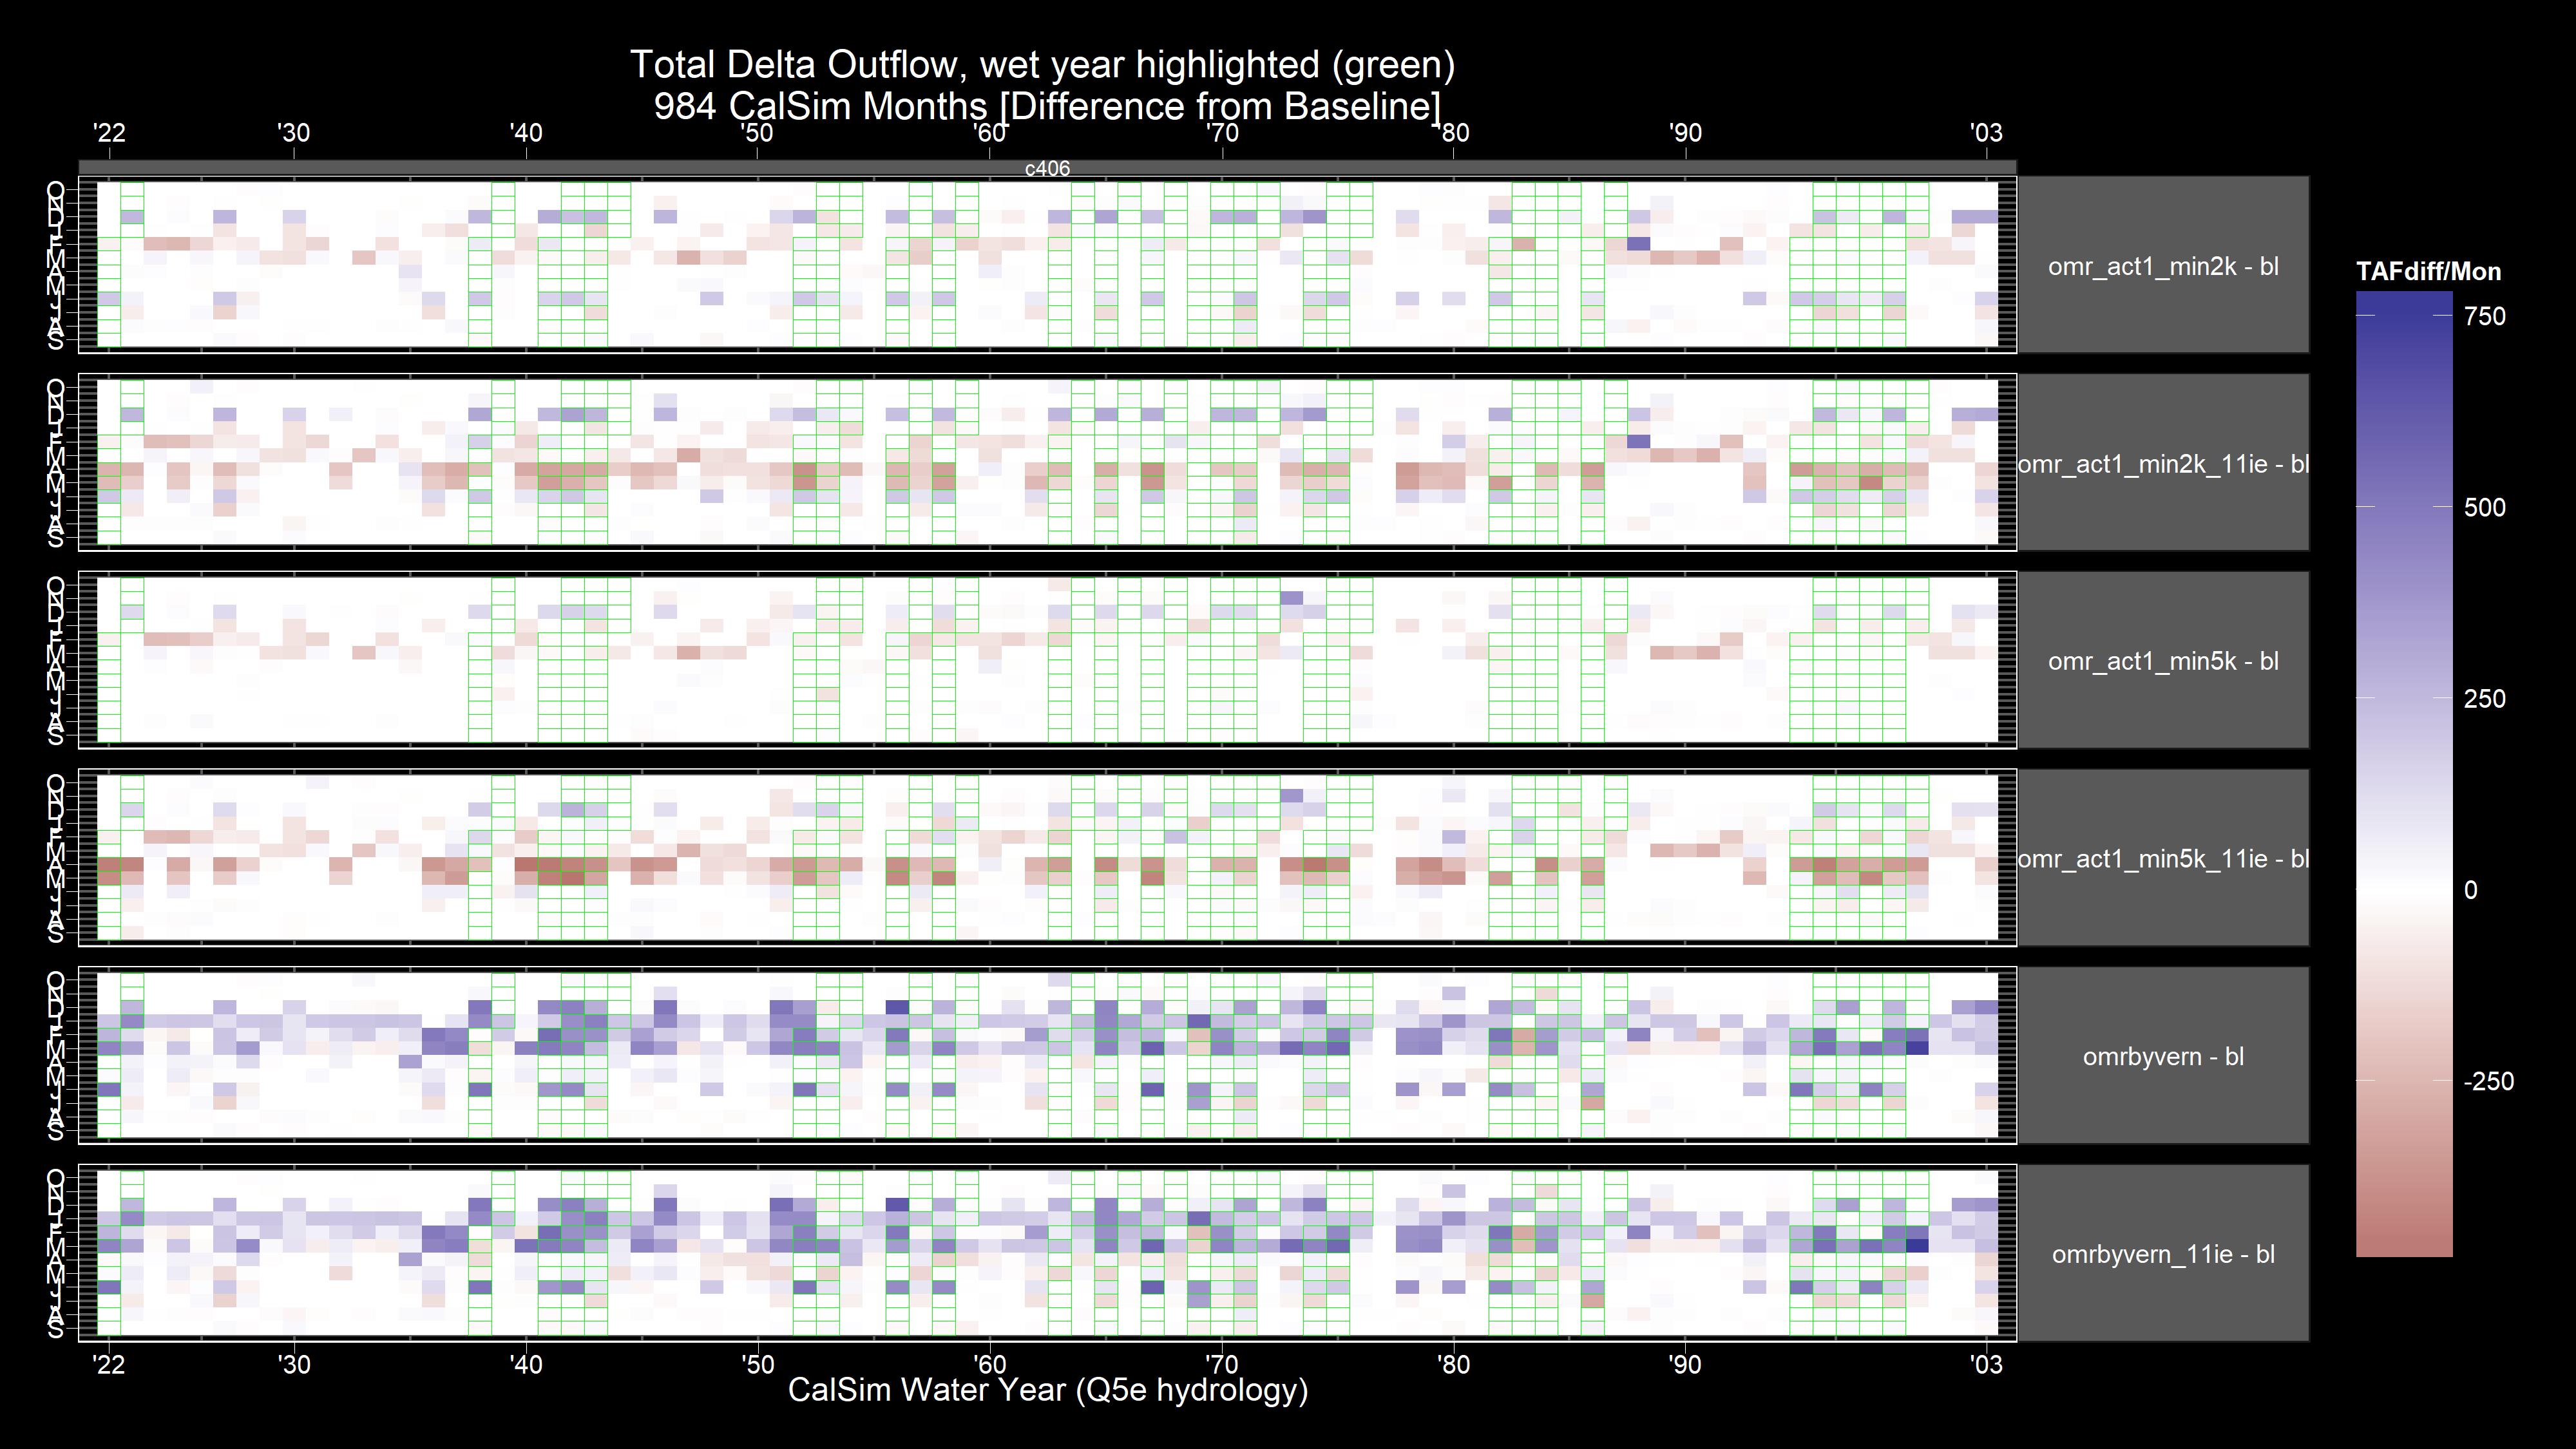 Total Delta Outflow, wet year highlighted (green)
984 CalSim Months [Difference from Baseline]
'22 '30 '40 '50 '60 '70 '80 '90 '03
c406
O
N
D
J
F
M
A
M
J
J
A
S
omr_act1_min2k - bl
O
N
D
J
F
M
A
M
J
J
A
S
omr_act1_min2k_11ie - bl
O
N
D
J
F
M
A
M
J
J
A
S
omr_act1_min5k - bl
O
N
D
J
F
M
A
M
J
J
A
S
omr_act1_min5k_11ie - bl
O
N
D
J
F
M
A
M
J
J
A
S
omrbyvern - bl
O
N
D
J
F
M
A
M
J
J
A
S
omrbyvern_11ie - bl
'22 '30 '40 '50 '60 '70 '80 '90 '03
CalSim Water Year (Q5e hydrology)
TAFdiff/Mon
750
500
250
0
-250